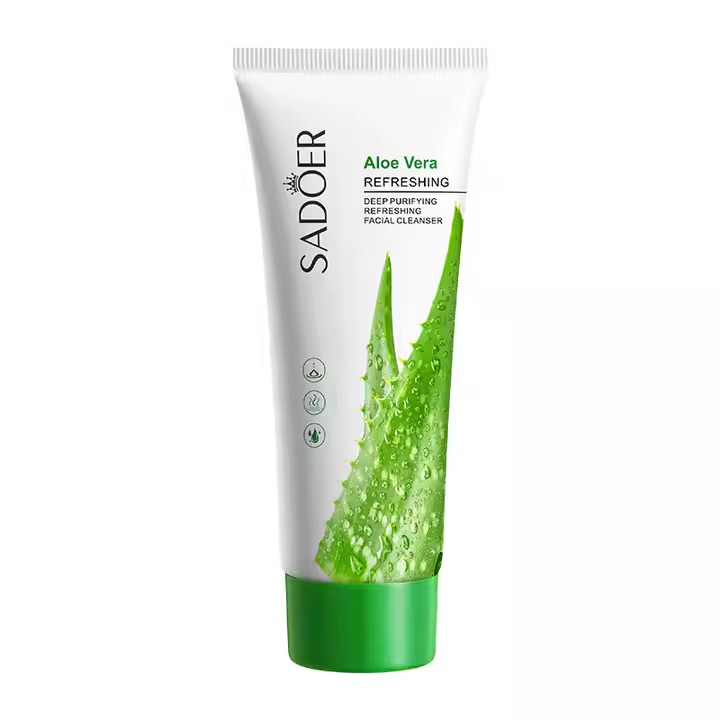 SADOER
Aloe Vera
REFRESHING
DEEP PURIFYING
REFRESHING
FACIAL CLEANSER